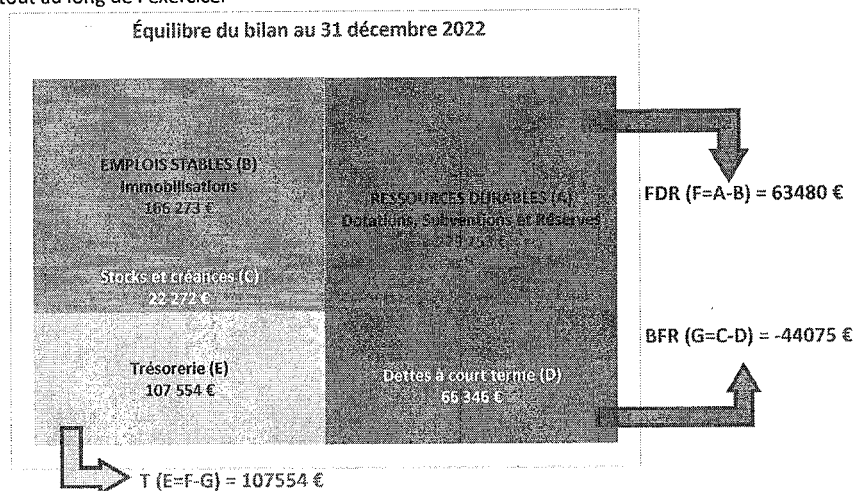 tout au long de l'exercice.
Équilibre du bilan au 31 décembre 2022
EMPLOIS STABLES (B)
Immobilisations
166 273 €
RESSOURCES DURABLES (A)
Dotations, Subventions et Réserves
FDR (F=A-B) = 63480 €
Stocks et créances (C)
22 272 €
BFR (G=C-D) = -44075 €
Trésorerie (E)
107 554 €
Dettes à court terme (D)
66 346 €
T (E=F-G) = 107554 €